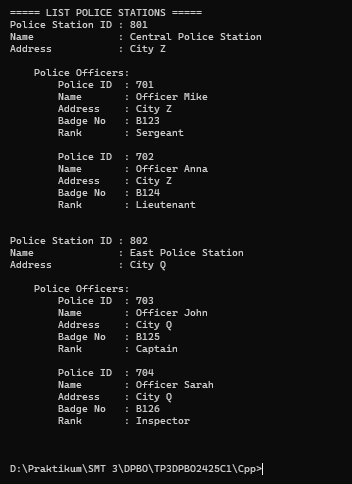 ===== LIST POLICE STATIONS =====
Police Station ID : 801
Name              : Central Police Station
Address           : City Z

    Police Officers:
        Police ID  : 701
        Name       : Officer Mike
        Address    : City Z
        Badge No   : B123
        Rank       : Sergeant

        Police ID  : 702
        Name       : Officer Anna
        Address    : City Z
        Badge No   : B124
        Rank       : Lieutenant


Police Station ID : 802
Name              : East Police Station
Address           : City Q

    Police Officers:
        Police ID  : 703
        Name       : Officer John
        Address    : City Q
        Badge No   : B125
        Rank       : Captain

        Police ID  : 704
        Name       : Officer Sarah
        Address    : City Q
        Badge No   : B126
        Rank       : Inspector



D:\Praktikum\SMT 3\DPBO\TP3DPBO2425C1\Cpp>